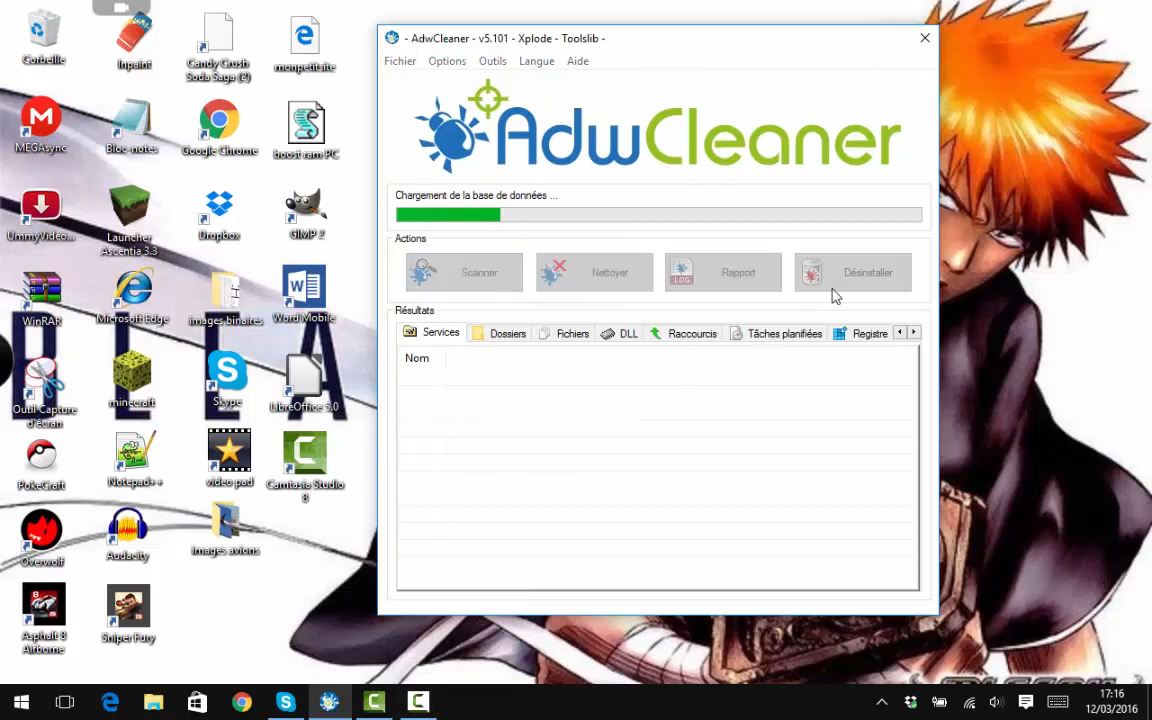 Corbeille
Inpaint
Candy Crush
Soda Saga (2)
monpetitsite
MEGAsync
Bloc-notes
Google Chrome
boost ram PC
UmmyVideo...
Launcher
Ascentia 3.3
Dropbox
GIMP 2
WinRAR
Microsoft Edge
images binaires
Word Mobile
Outil Capture
d'écran
minecraft
Skype
LibreOffice 5.0
PokeCraft
Notepad++
video pad
Camtasia Studio
8
Overwolf
Audacity
images avions
Asphalt 8
Airborne
Sniper Fury
- AdwCleaner - v5.101 - Xplode - Toolslib -
Fichier Options Outils Langue Aide
AdwCleaner
Chargement de la base de données ...
Actions
Scanner Nettoyer LOG Rapport Désinstaller
Résultats
Services Dossiers Fichiers DLL Raccourcis Tâches planifiées Registre
Nom
17:16
12/03/2016